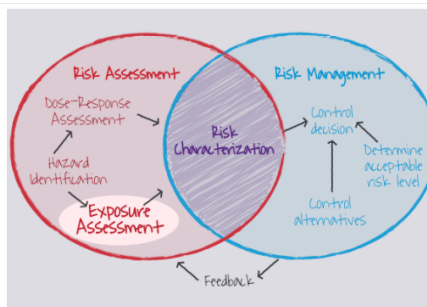 Risk Assessment
Risk Management
Dose-Response
Assessment
Control
decision
Risk
Characterization
Determine
acceptable
risk level
Hazard
Identification
Exposure
Assessment
Control
alternatives
Feedback